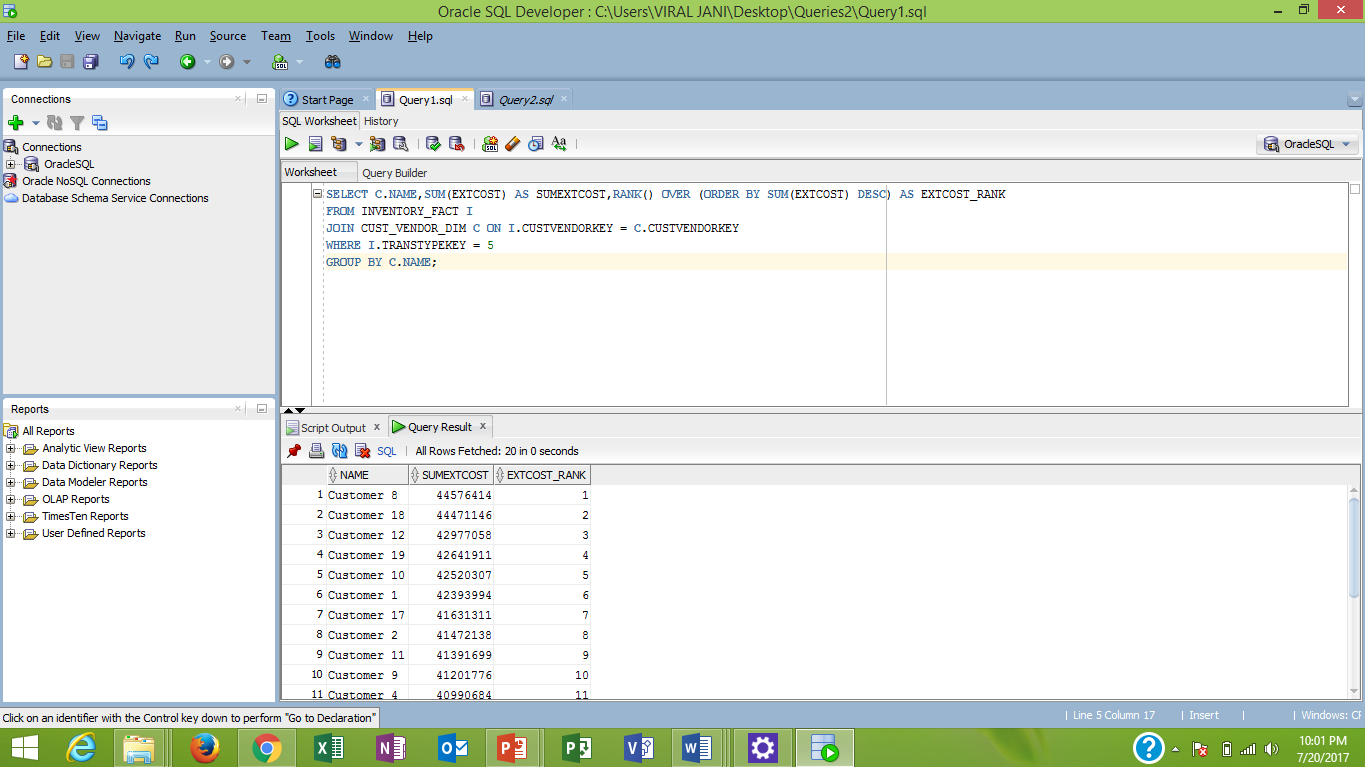 Oracle SQL Developer : C:\Users\VIRAL JANI\Desktop\Queries2\Query1.sql
File Edit View Navigate Run Source Team Tools Window Help
Connections
Connections
OracleSQL
Oracle NoSQL Connections
Database Schema Service Connections
Reports
All Reports
Analytic View Reports
Data Dictionary Reports
Data Modeler Reports
OLAP Reports
TimesTen Reports
User Defined Reports
Start Page Query1.sql Query2.sql
SQL Worksheet History
OracleSQL
Worksheet Query Builder
SELECT C.NAME,SUM(EXTCOST) AS SUMEXTCOST,RANK() OVER (ORDER BY SUM(EXTCOST) DESC) AS EXTCOST_RANK
FROM INVENTORY_FACT I
JOIN CUST_VENDOR_DIM C ON I.CUSTVENDORKEY = C.CUSTVENDORKEY
WHERE I.TRANSTYPEKEY = 5
GROUP BY C.NAME;
Script Output x Query Result x
SQL All Rows Fetched: 20 in 0 seconds
NAME SUMEXTCOST EXTCOST_RANK
1 Customer 8 44576414 1
2 Customer 18 44471146 2
3 Customer 12 42977058 3
4 Customer 19 42641911 4
5 Customer 10 42520307 5
6 Customer 1 42393994 6
7 Customer 17 41631311 7
8 Customer 2 41472138 8
9 Customer 11 41391699 9
10 Customer 9 41201776 10
11 Customer 4 40990684 11
Click on an identifier with the Control key down to perform "Go to Declaration"
Line 5 Column 17 Insert Windows: CF
10:01 PM
7/20/2017